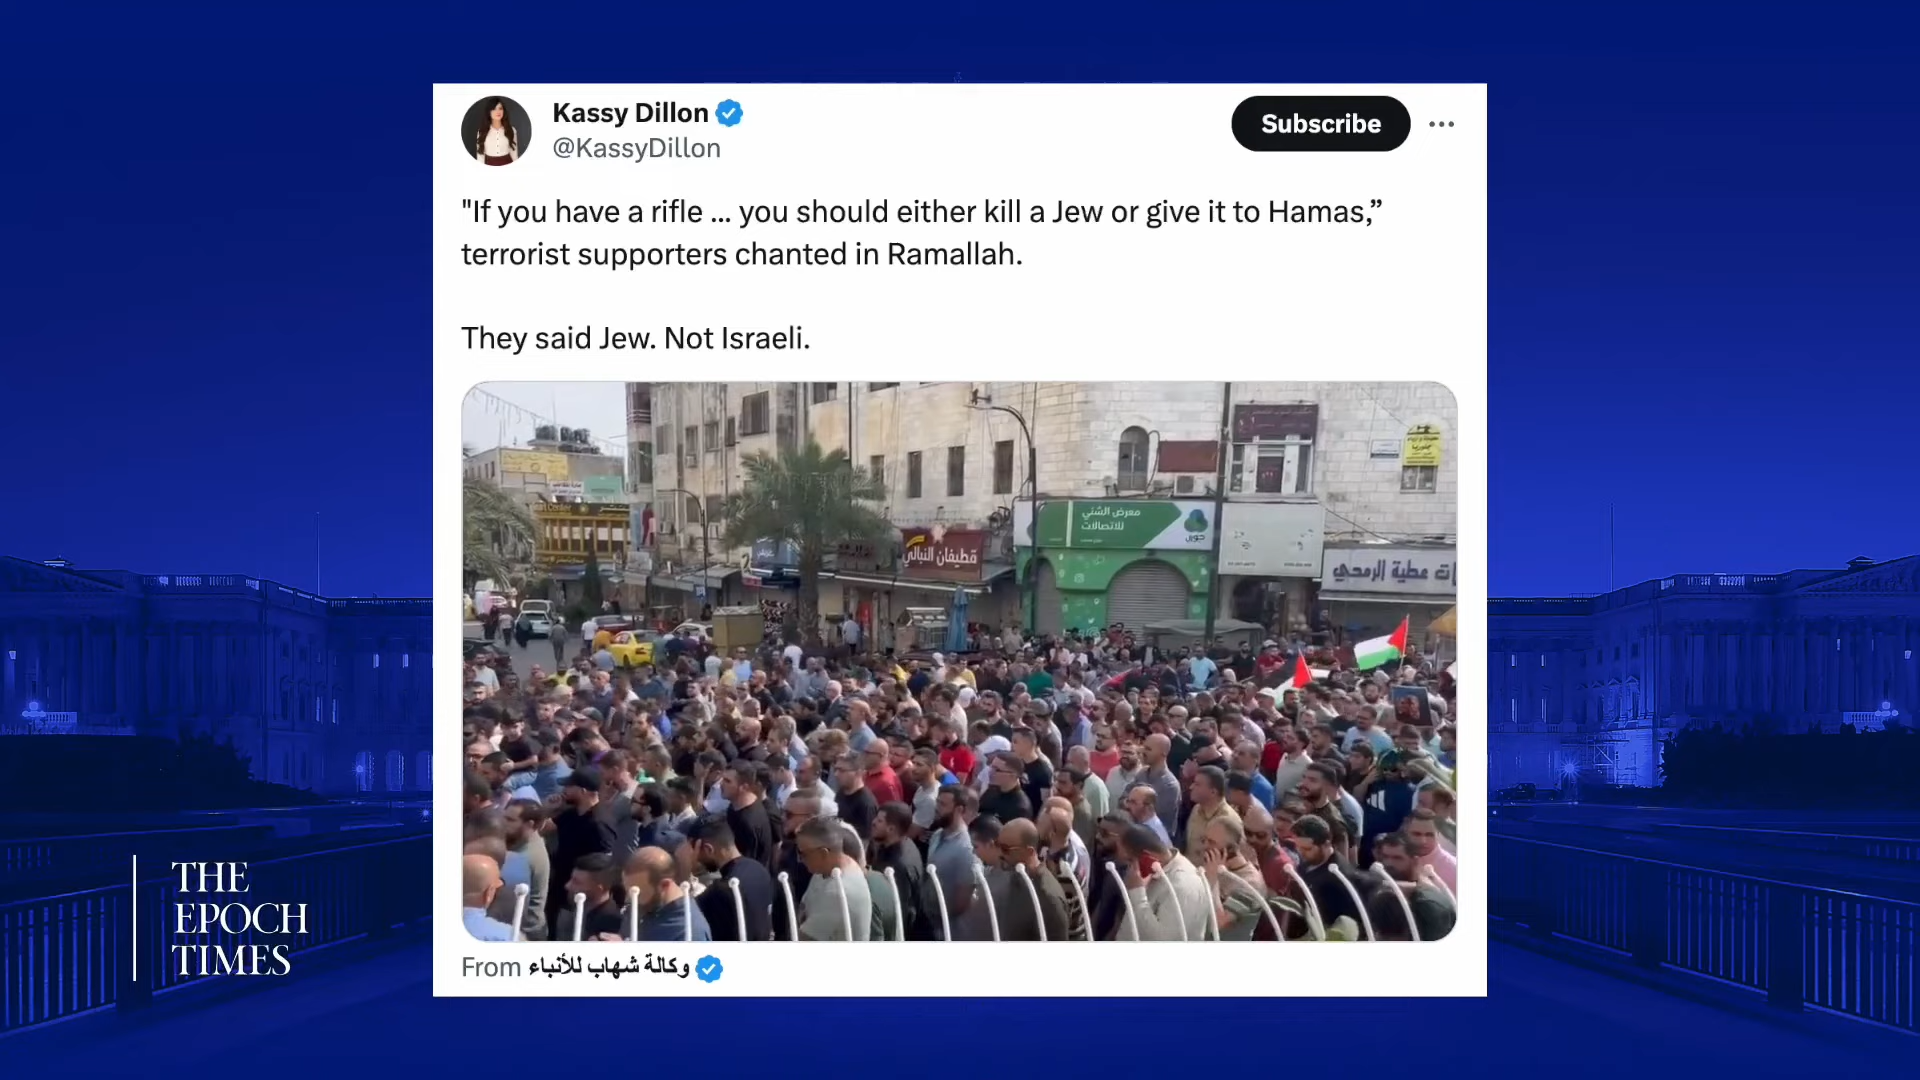 Kassy Dillon
@KassyDillon
Subscribe
"If you have a rifle ... you should either kill a Jew or give it to Hamas,”
terrorist supporters chanted in Ramallah.
They said Jew. Not Israeli.
معرض الشني
للاتصالات
جوال
قطيفان النبالي
عطية الرمحي
From وكالة شهاب للأنباء
THE
EPOCH
TIMES